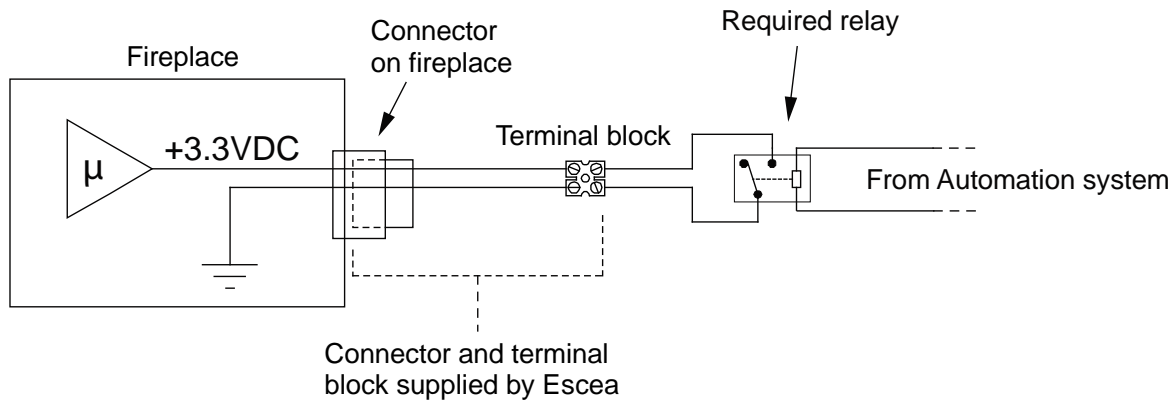 Required relay
Connector
on fireplace
Fireplace
+3.3VDC
Terminal block
µ
From Automation system
Connector and terminal
block supplied by Escea